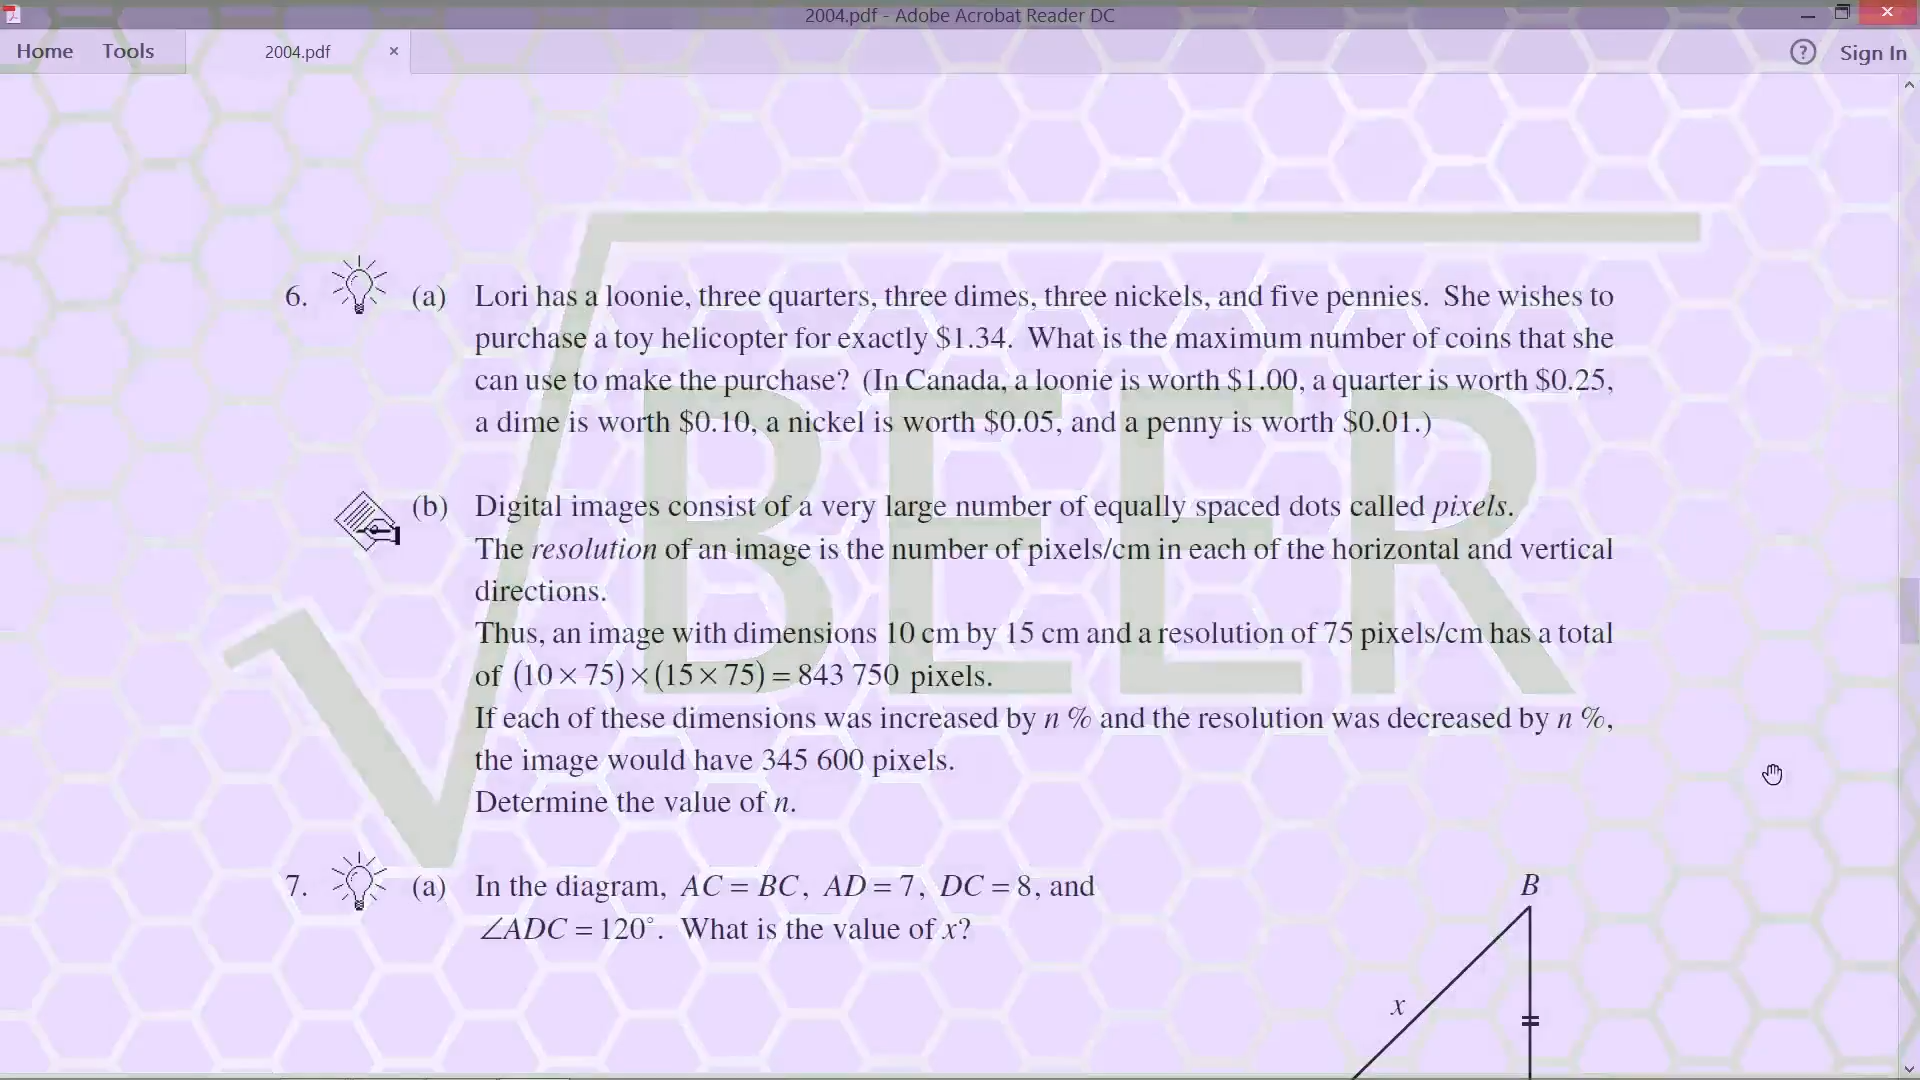 2004.pdf - Adobe Acrobat Reader DC
Home Tools 2004.pdf × ? Sign In
6. (a) Lori has a loonie, three quarters, three dimes, three nickels, and five pennies. She wishes to
purchase a toy helicopter for exactly $1.34. What is the maximum number of coins that she
can use to make the purchase? (In Canada, a loonie is worth $1.00, a quarter is worth $0.25,
a dime is worth $0.10, a nickel is worth $0.05, and a penny is worth $0.01.)
(b) Digital images consist of a very large number of equally spaced dots called pixels.
The resolution of an image is the number of pixels/cm in each of the horizontal and vertical
directions.
Thus, an image with dimensions 10 cm by 15 cm and a resolution of 75 pixels/cm has a total
of (10 × 75) × (15 × 75) = 843 750 pixels.
If each of these dimensions was increased by n % and the resolution was decreased by n %,
the image would have 345 600 pixels.
Determine the value of n.
7. (a) In the diagram, AC = BC, AD = 7, DC = 8, and
∠ADC = 120°. What is the value of x?
B
x
√BEER